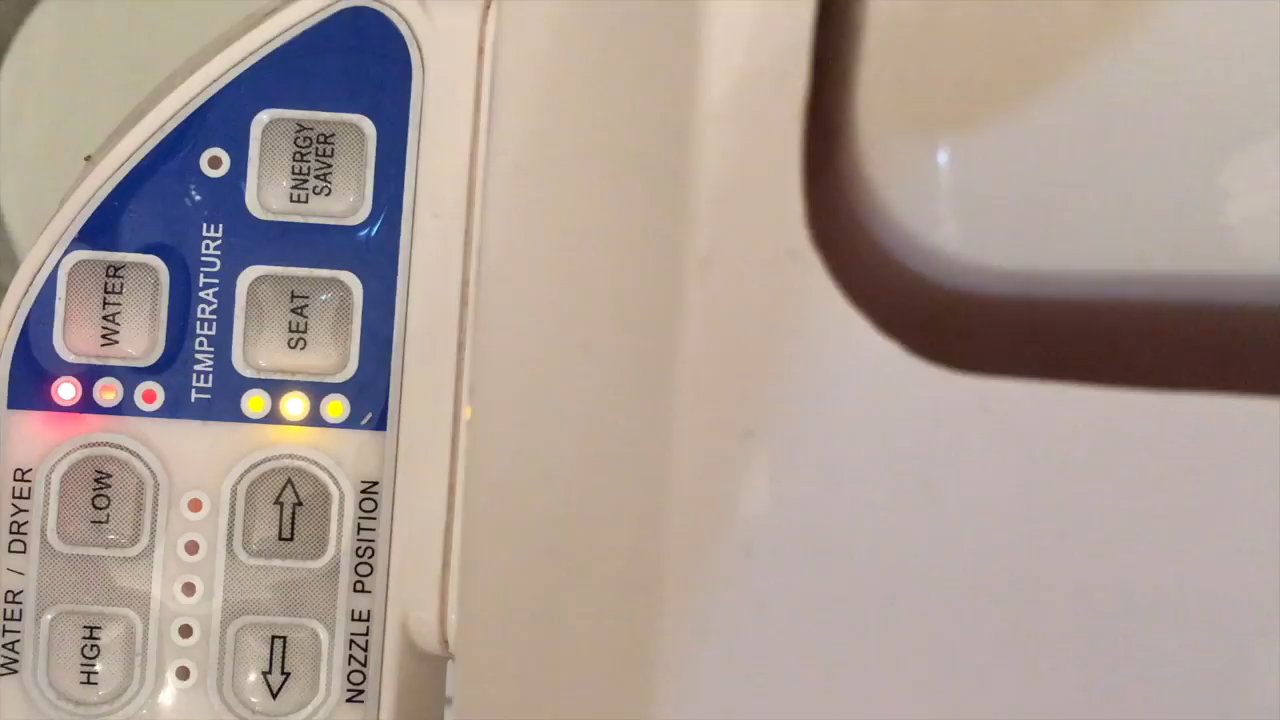 ENERGY
SAVER
TEMPERATURE
WATER
SEAT
WATER / DRYER
LOW
HIGH
NOZZLE POSITION